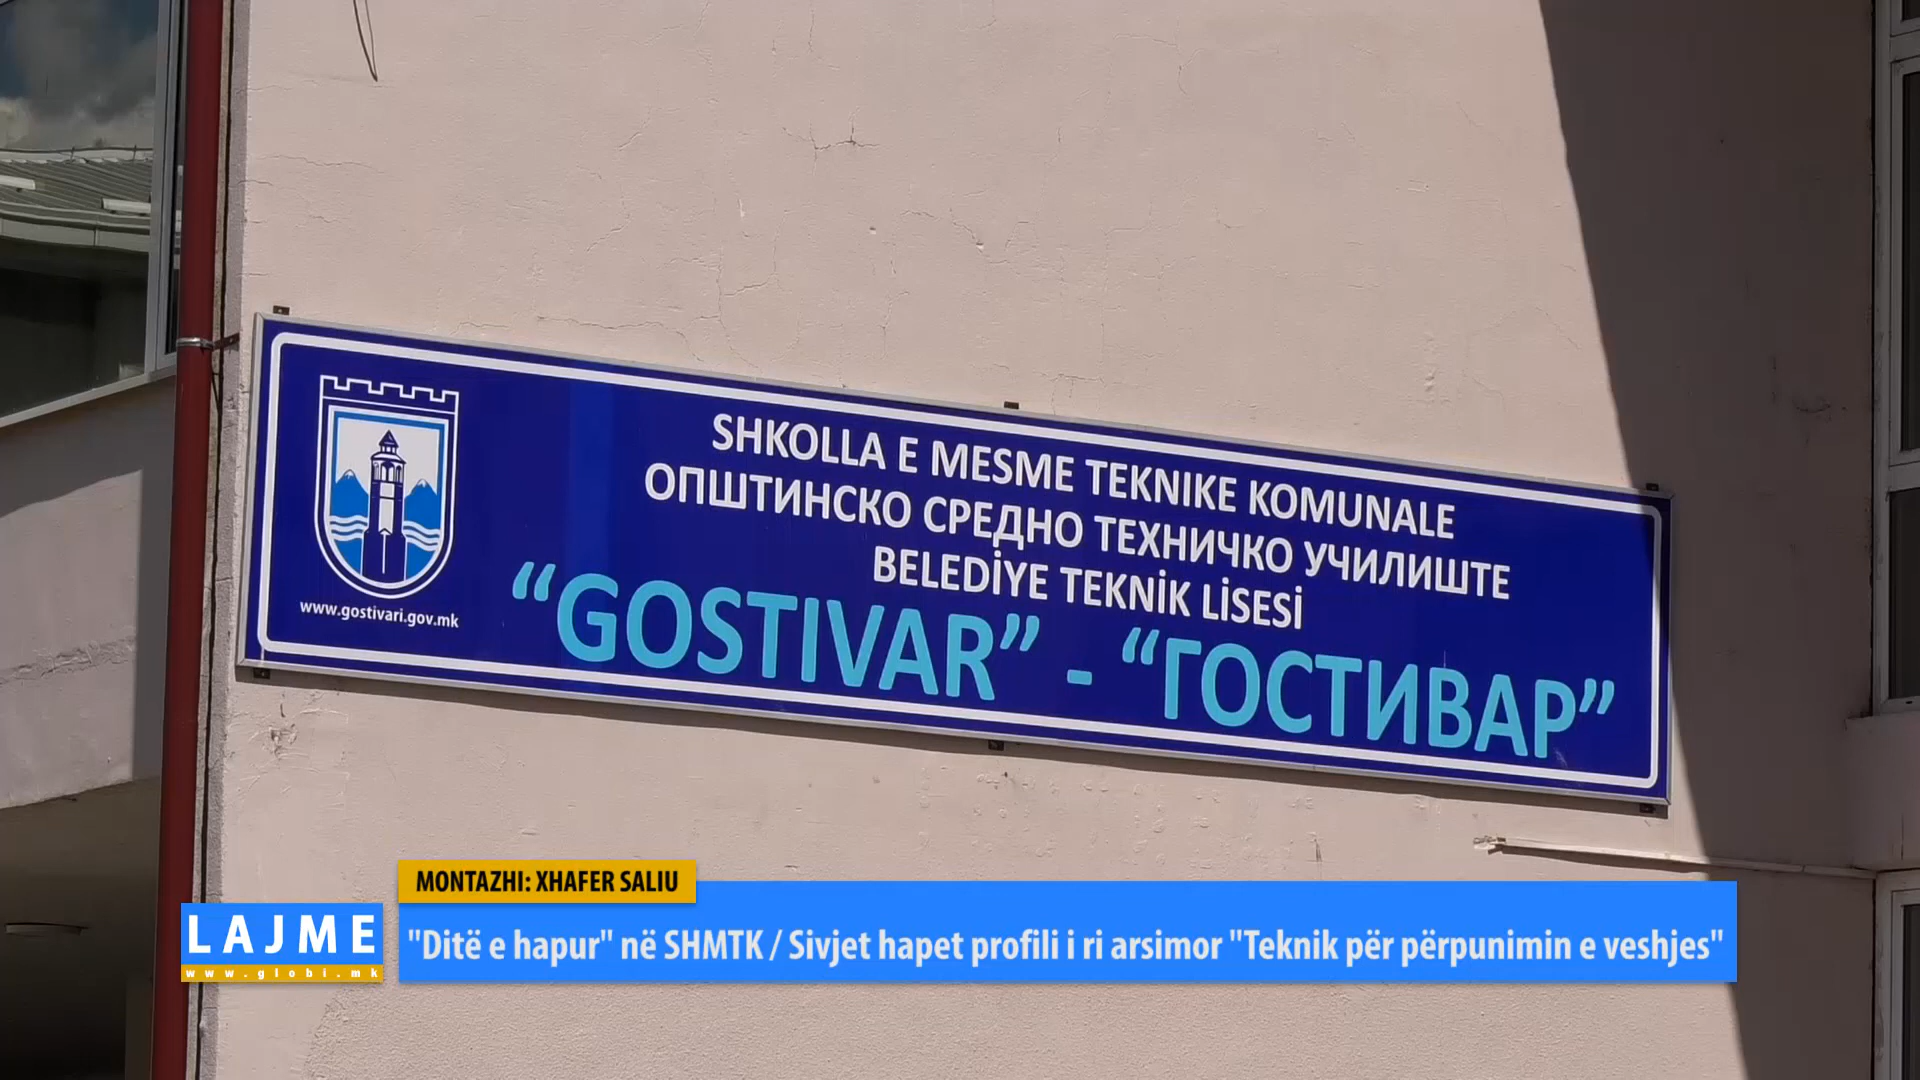 SHKOLLA E MESME TEKNIKE KOMUNALE
ОПШТИНСКО СРЕДНО ТЕХНИЧКО УЧИЛИШТЕ
BELEDİYE TEKNİK LİSESİ
“GOSTIVAR” - “ГОСТИВАР”
www.gostivari.gov.mk
MONTAZHI: XHAFER SALIU
LAJME
www.globi.mk
"Ditë e hapur" në SHMTK / Sivjet hapet profili i ri arsimor "Teknik për përpunimin e veshjes"